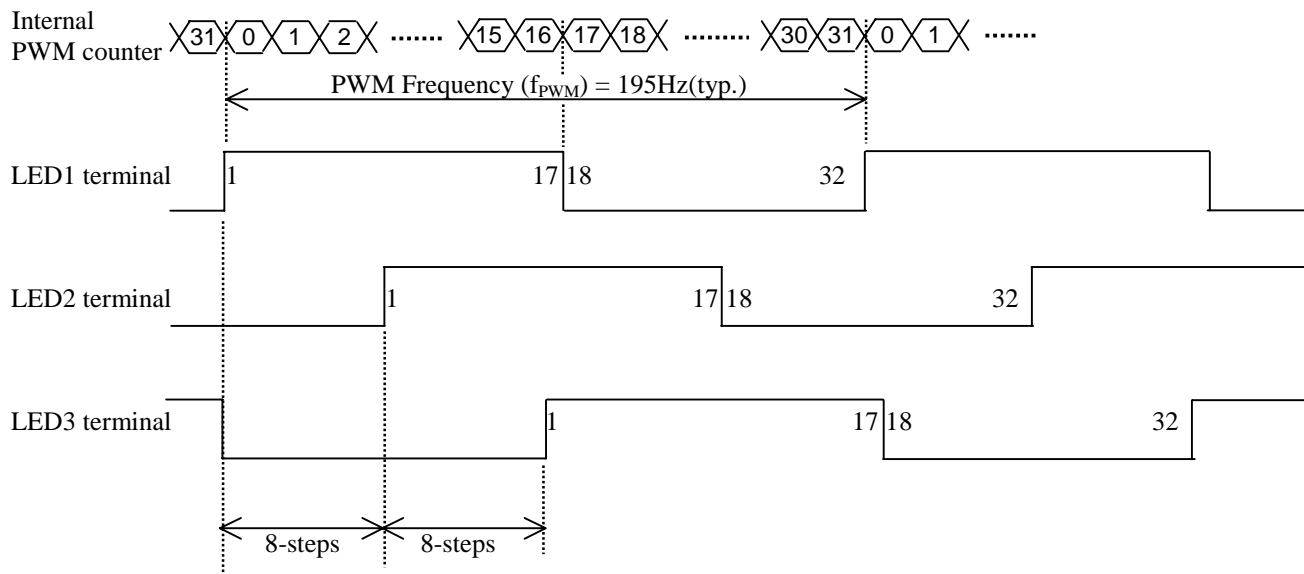 Internal
PWM counter 31 0 1 2 ........ 15 16 17 18 ......... 30 31 0 1 ......
PWM Frequency (fPWM) = 195Hz(typ.)
LED1 terminal 1 17 18 32
LED2 terminal 1 17 18 32
LED3 terminal 1 17 18 32
8-steps 8-steps